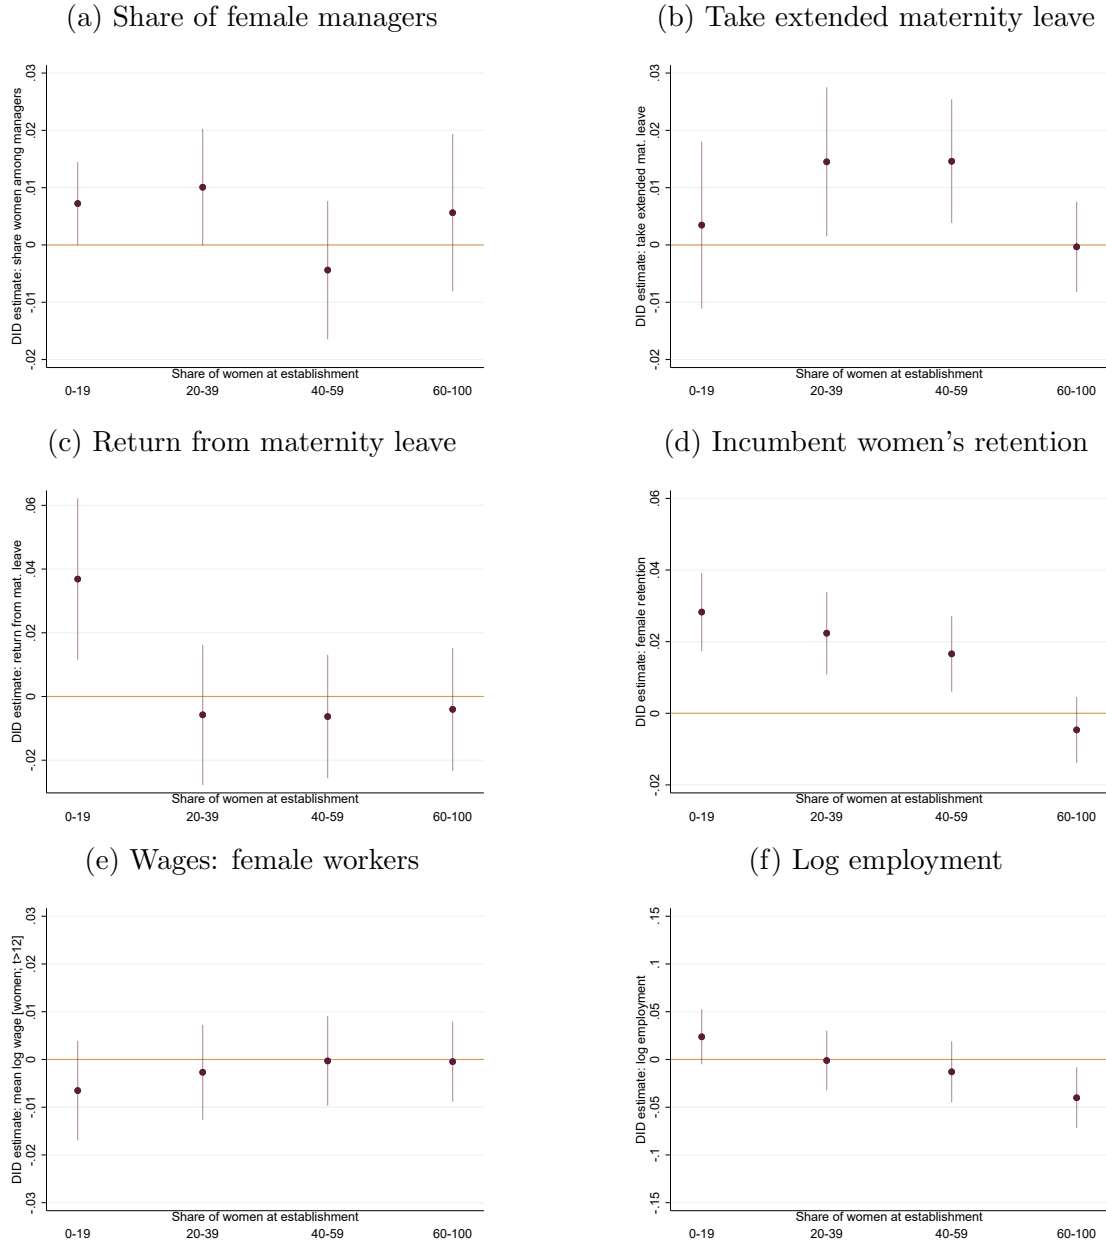 (a) Share of female managers
DID estimate: share women among managers
.03
.02
.01
0
-.01
-.02
Share of women at establishment
0-19 20-39 40-59 60-100
(b) Take extended maternity leave
DID estimate: take extended mat. leave
.03
.02
.01
0
-.01
-.02
Share of women at establishment
0-19 20-39 40-59 60-100
(c) Return from maternity leave
DID estimate: return from mat. leave
.06
.04
.02
0
-.02
Share of women at establishment
0-19 20-39 40-59 60-100
(d) Incumbent women's retention
DID estimate: female retention
.06
.04
.02
0
-.02
Share of women at establishment
0-19 20-39 40-59 60-100
(e) Wages: female workers
DID estimate: mean log wage [women; t>12]
.03
.02
.01
0
-.01
-.02
-.03
Share of women at establishment
0-19 20-39 40-59 60-100
(f) Log employment
DID estimate: log employment
.15
.1
.05
0
-.05
-.1
-.15
Share of women at establishment
0-19 20-39 40-59 60-100